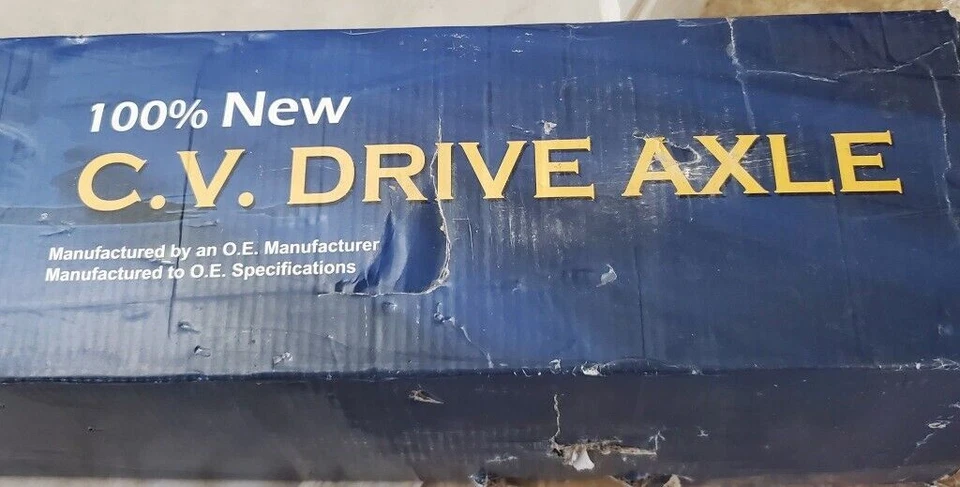 100% New
C.V. DRIVE AXLE
Manufactured by an O.E. Manufacturer
Manufactured to O.E. Specifications